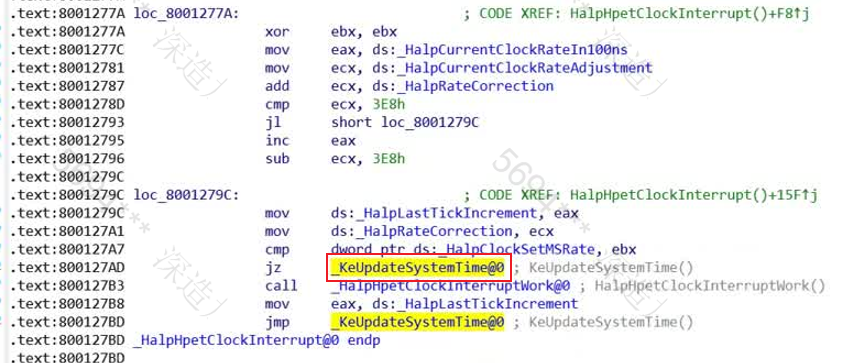 .text:8001277A loc_8001277A: ; CODE XREF: HalpHpetClockInterrupt()+F8↑j
.text:8001277A xor ebx, ebx
.text:8001277C mov eax, ds:_HalpCurrentClockRateIn100ns
.text:80012781 mov ecx, ds:_HalpCurrentClockRateAdjustment
.text:80012787 add ecx, ds:_HalpRateCorrection
.text:8001278D cmp ecx, 3E8h
.text:80012793 jl short loc_8001279C
.text:80012795 inc eax
.text:80012796 sub ecx, 3E8h
.text:8001279C
.text:8001279C loc_8001279C: ; CODE XREF: HalpHpetClockInterrupt()+15F↑j
.text:8001279C mov ds:_HalpLastTickIncrement, eax
.text:800127A1 mov ds:_HalpRateCorrection, ecx
.text:800127A7 cmp dword ptr ds:_HalpClockSetMSRate, ebx
.text:800127AD jz _KeUpdateSystemTime@0 ; KeUpdateSystemTime()
.text:800127B3 call _HalpHpetClockInterruptWork@0 ; HalpHpetClockInterruptWork()
.text:800127B8 mov eax, ds:_HalpLastTickIncrement
.text:800127BD jmp _KeUpdateSystemTime@0 ; KeUpdateSystemTime()
.text:800127BD _HalpHpetClockInterrupt@0 endp
.text:800127BD